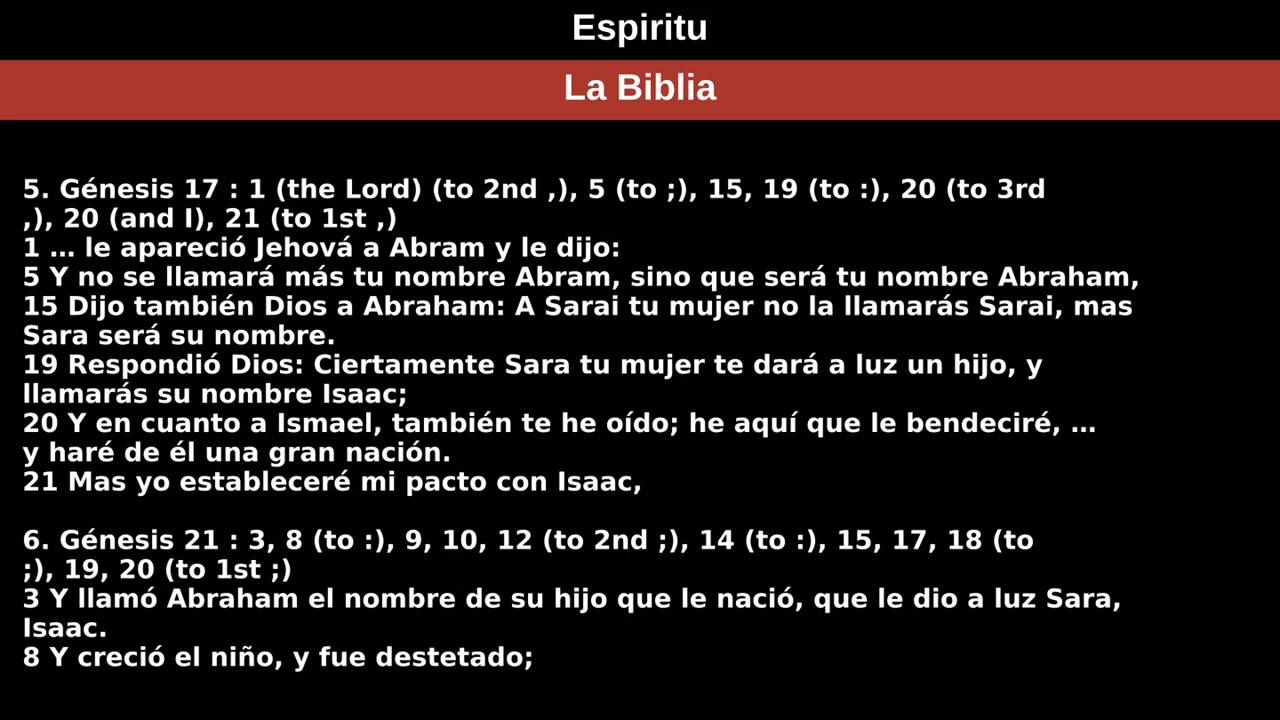 Espiritu
La Biblia
5. Génesis 17 : 1 (the Lord) (to 2nd ,), 5 (to ;), 15, 19 (to :), 20 (to 3rd
,), 20 (and I), 21 (to 1st ,)
1 … le apareció Jehová a Abram y le dijo:
5 Y no se llamará más tu nombre Abram, sino que será tu nombre Abraham,
15 Dijo también Dios a Abraham: A Sarai tu mujer no la llamarás Sarai, mas
Sara será su nombre.
19 Respondió Dios: Ciertamente Sara tu mujer te dará a luz un hijo, y
llamarás su nombre Isaac;
20 Y en cuanto a Ismael, también te he oído; he aquí que le bendeciré, …
y haré de él una gran nación.
21 Mas yo estableceré mi pacto con Isaac,
6. Génesis 21 : 3, 8 (to :), 9, 10, 12 (to 2nd ;), 14 (to :), 15, 17, 18 (to
;), 19, 20 (to 1st ;)
3 Y llamó Abraham el nombre de su hijo que le nació, que le dio a luz Sara,
Isaac.
8 Y creció el niño, y fue destetado;